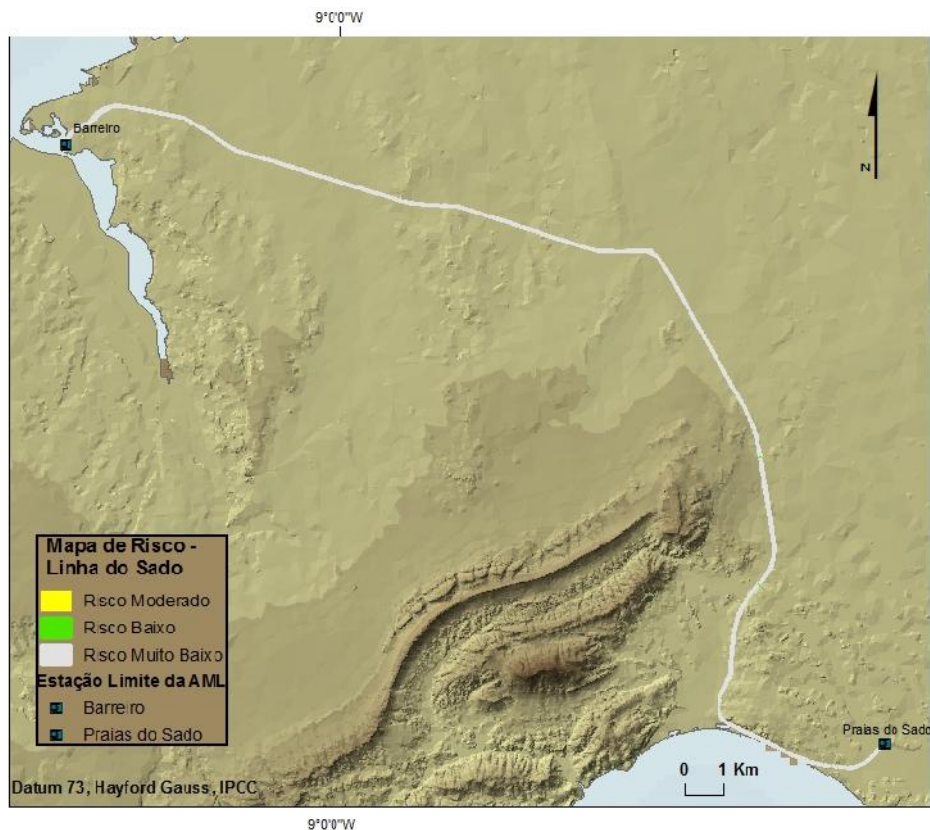 9°0'0"W
Barreiro
N
Mapa de Risco -
Linha do Sado
Risco Moderado
Risco Baixo
Risco Muito Baixo
Estação Limite da AML
Barreiro
Praias do Sado
Praias do Sado
0 1 Km
Datum 73, Hayford Gauss, IPCC
9°0'0"W